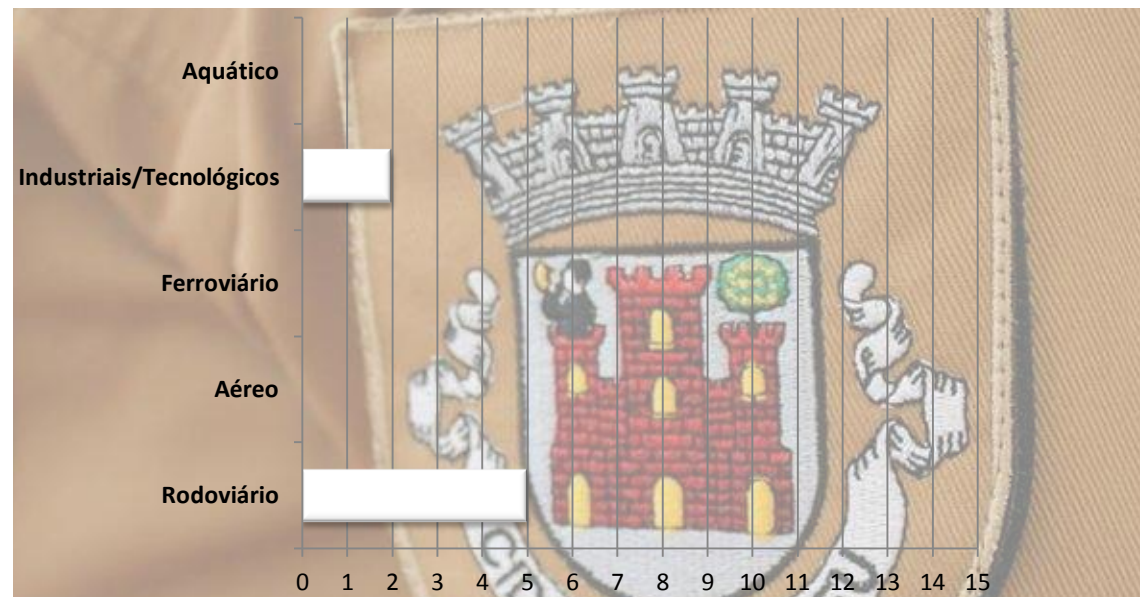 Aquático
Industriais/Tecnológicos
Ferroviário
Aéreo
Rodoviário
0 1 2 3 4 5 6 7 8 9 10 11 12 13 14 15